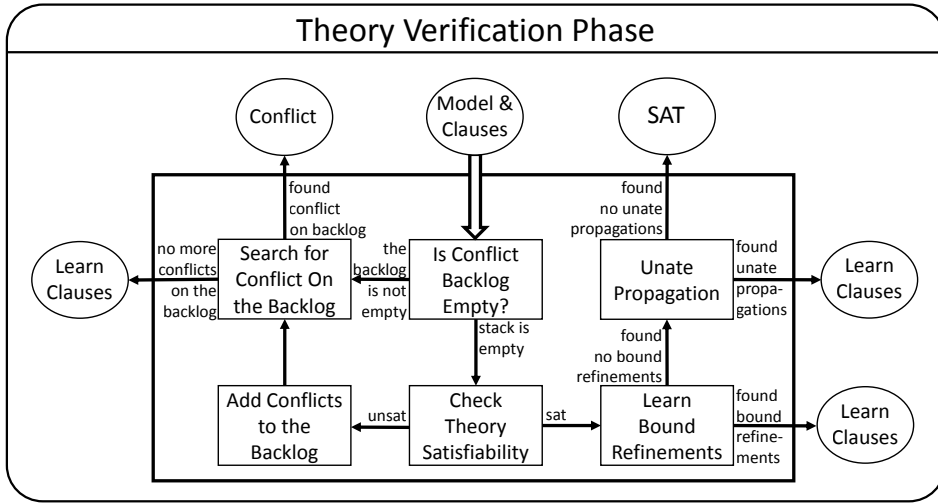 Theory Verification Phase
Conflict
Model &
Clauses
SAT
found
conflict
on backlog
found
no unate
propagations
Learn
Clauses
no more
conflicts
on the
backlog
Search for
Conflict On
the Backlog
the
backlog
is not
empty
Is Conflict
Backlog
Empty?
Unate
Propagation
found
unate
propa-
gations
Learn
Clauses
stack is
empty
found
no bound
refinements
Add Conflicts
to the
Backlog
unsat
Check
Theory
Satisfiability
sat
Learn
Bound
Refinements
found
bound
refine-
ments
Learn
Clauses